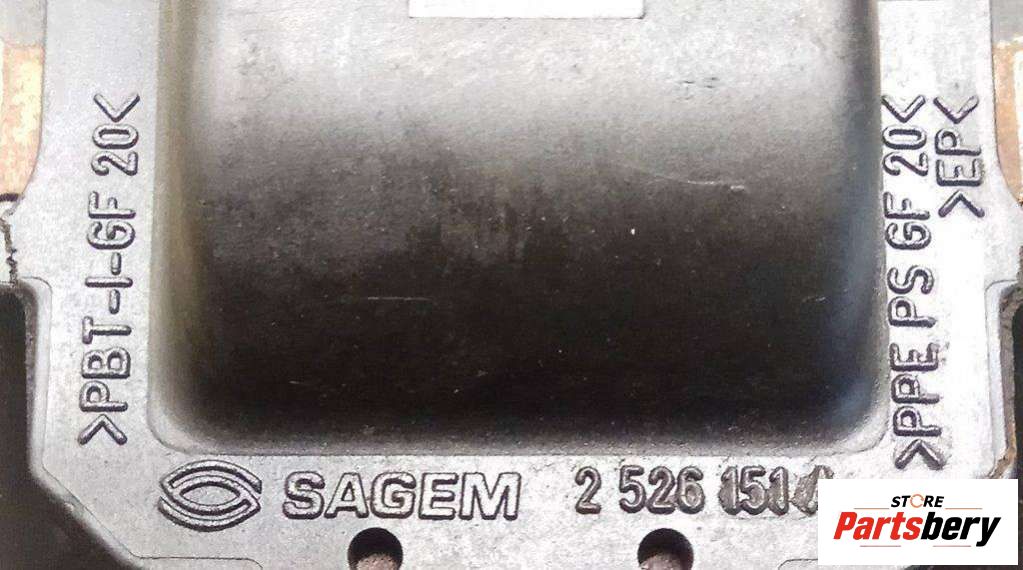 >PBT-I-GF 20<
>PPE PS GF 20<
>EP<
SAGEM 2 526 151
STORE
Partsbery